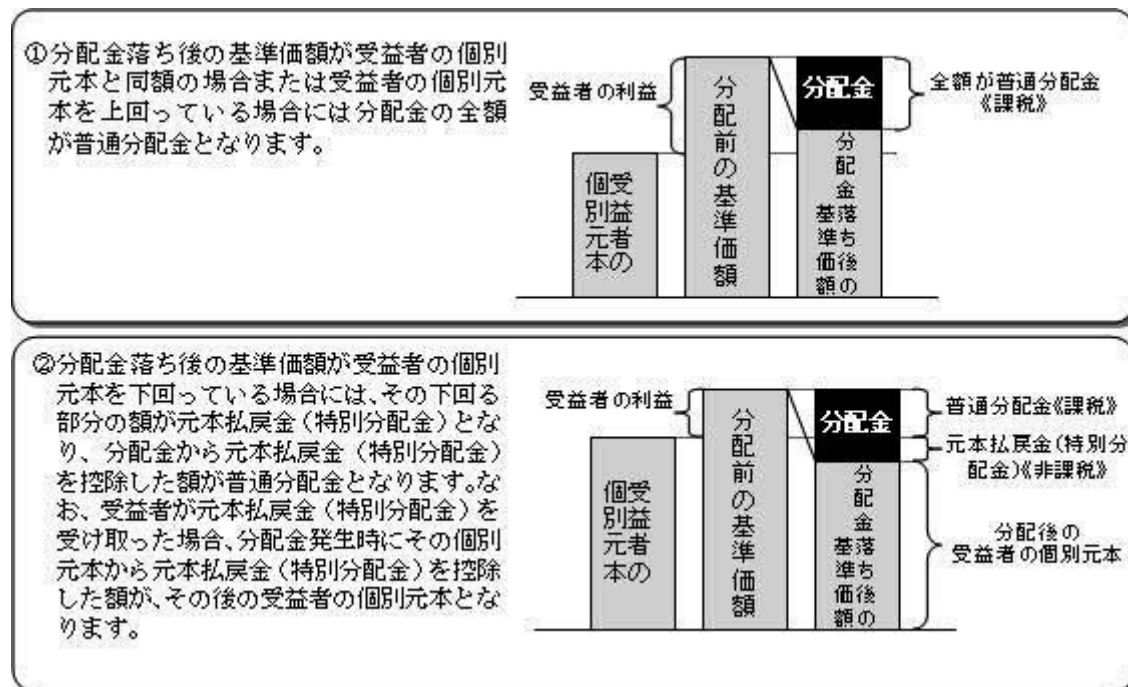 ①分配金落ち後の基準価額が受益者の個別
元本と同額の場合または受益者の個別元
本を上回っている場合には分配金の全額
が普通分配金となります。
受益者の利益
受益者の
個別元本
分配前の基準価額
分配金
分配金落ち後の
基準価額
全額が普通分配金
《課税》
②分配金落ち後の基準価額が受益者の個別
元本を下回っている場合には、その下回る
部分の額が元本払戻金（特別分配金）とな
り、分配金から元本払戻金（特別分配金）
を控除した額が普通分配金となります。な
お、受益者が元本払戻金（特別分配金）を
受け取った場合、分配金発生時にその個別
元本から元本払戻金（特別分配金）を控除
した額が、その後の受益者の個別元本とな
ります。
受益者の利益
受益者の
個別元本
分配前の基準価額
分配金
分配金落ち後の
基準価額
普通分配金《課税》
元本払戻金(特別分
配金)《非課税》
分配後の
受益者の個別元本